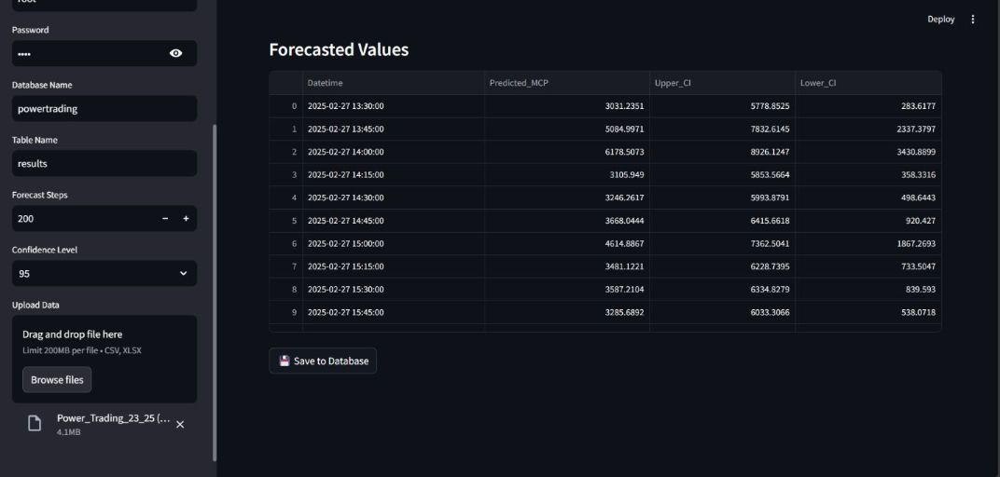 root
Password
••••
Database Name
powertrading
Table Name
results
Forecast Steps
200 − +
Confidence Level
95
Upload Data
Drag and drop file here
Limit 200MB per file • CSV, XLSX
Browse files
Power_Trading_23_25 (...
4.1MB
Deploy
Forecasted Values
Datetime Predicted_MCP Upper_CI Lower_CI
0 2025-02-27 13:30:00 3031.2351 5778.8525 283.6177
1 2025-02-27 13:45:00 5084.9971 7832.6145 2337.3797
2 2025-02-27 14:00:00 6178.5073 8926.1247 3430.8899
3 2025-02-27 14:15:00 3105.949 5853.5664 358.3316
4 2025-02-27 14:30:00 3246.2617 5993.8791 498.6443
5 2025-02-27 14:45:00 3668.0444 6415.6618 920.427
6 2025-02-27 15:00:00 4614.8867 7362.5041 1867.2693
7 2025-02-27 15:15:00 3481.1221 6228.7395 733.5047
8 2025-02-27 15:30:00 3587.2104 6334.8279 839.593
9 2025-02-27 15:45:00 3285.6892 6033.3066 538.0718
Save to Database